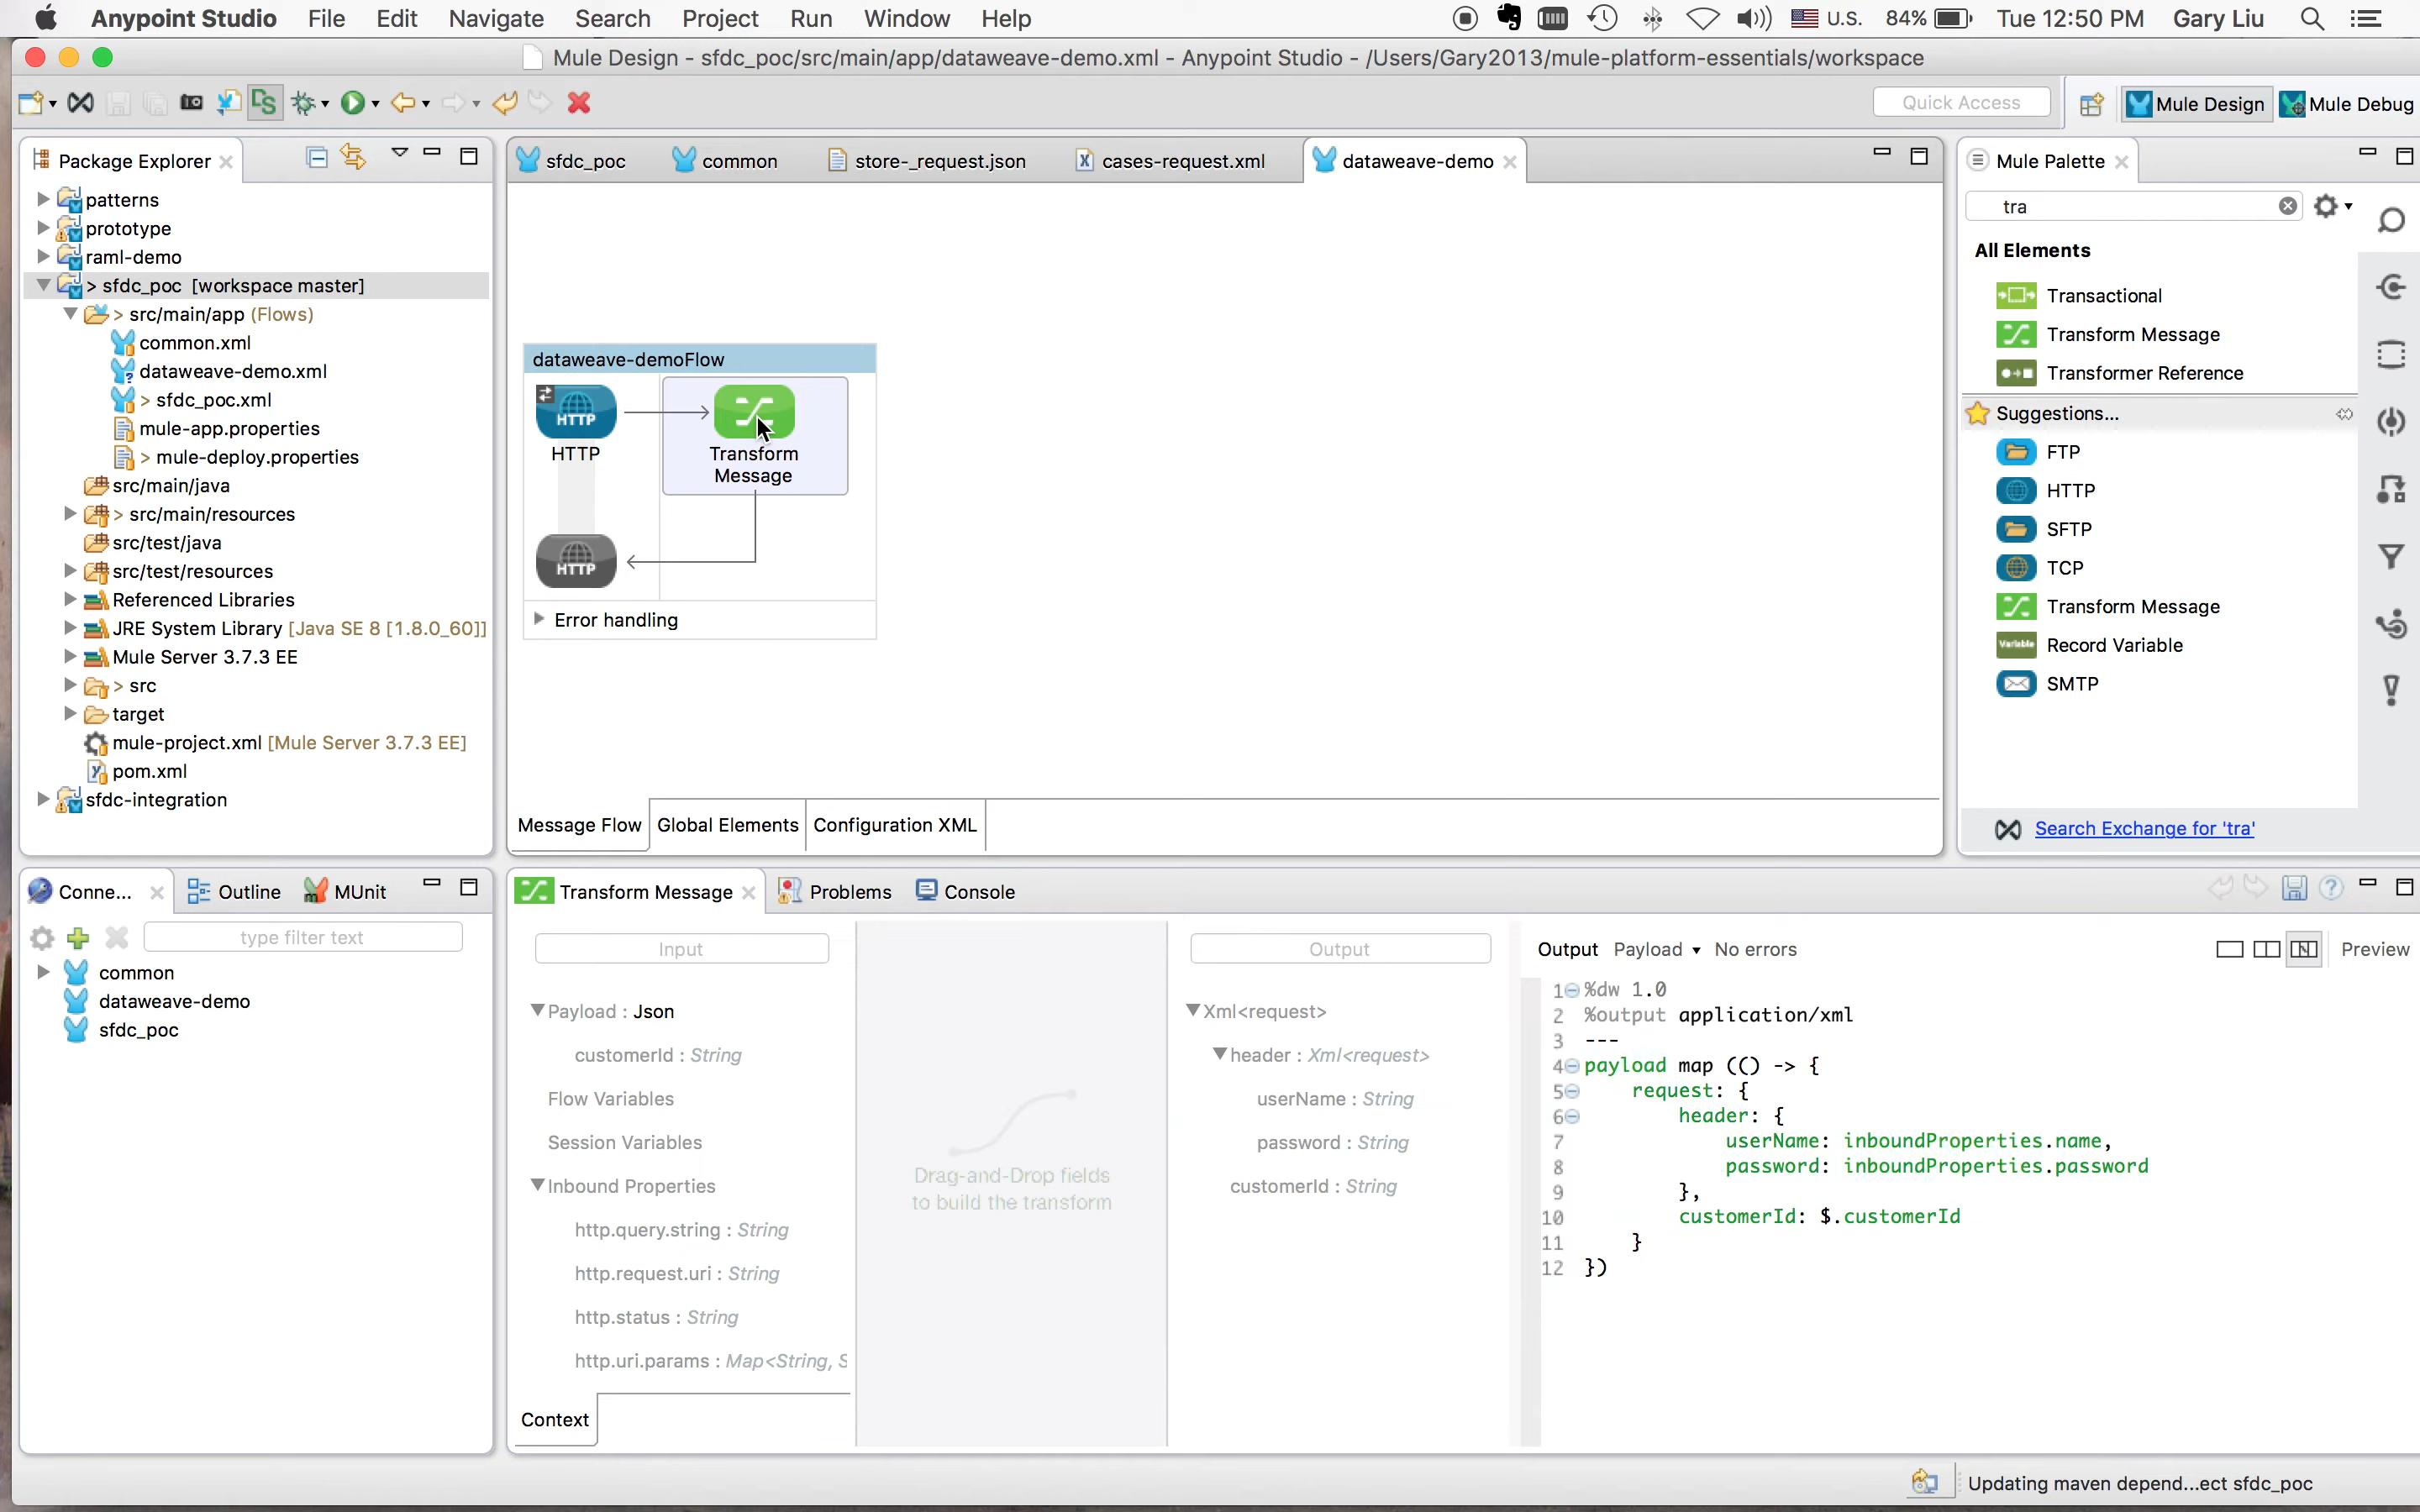 Anypoint Studio File Edit Navigate Search Project Run Window Help U.S. 84% Tue 12:50 PM Gary Liu
Mule Design - sfdc_poc/src/main/app/dataweave-demo.xml - Anypoint Studio - /Users/Gary2013/mule-platform-essentials/workspace
Quick Access Mule Design Mule Debug
Package Explorer
patterns
prototype
raml-demo
> sfdc_poc [workspace master]
> src/main/app (Flows)
common.xml
dataweave-demo.xml
> sfdc_poc.xml
mule-app.properties
> mule-deploy.properties
src/main/java
> src/main/resources
src/test/java
src/test/resources
Referenced Libraries
JRE System Library [Java SE 8 [1.8.0_60]]
Mule Server 3.7.3 EE
> src
target
mule-project.xml [Mule Server 3.7.3 EE]
pom.xml
sfdc-integration
sfdc_poc common store-_request.json cases-request.xml dataweave-demo
dataweave-demoFlow
HTTP
HTTP
Transform
Message
HTTP
Error handling
Message Flow Global Elements Configuration XML
Mule Palette
tra
All Elements
Transactional
Transform Message
Transformer Reference
Suggestions...
FTP
HTTP
SFTP
TCP
Transform Message
Variable Record Variable
SMTP
Search Exchange for 'tra'
Conne... Outline MUnit
type filter text
common
dataweave-demo
sfdc_poc
Transform Message Problems Console
Input
Payload : Json
customerId : String
Flow Variables
Session Variables
Inbound Properties
http.query.string : String
http.request.uri : String
http.status : String
http.uri.params : Map<String, S
Context
Drag-and-Drop fields
to build the transform
Output
Xml<request>
header : Xml<request>
userName : String
password : String
customerId : String
Output Payload No errors Preview
1 %dw 1.0
2 %output application/xml
3 ---
4 payload map (() -> {
5 request: {
6 header: {
7 userName: inboundProperties.name,
8 password: inboundProperties.password
9 },
10 customerId: $.customerId
11 }
12 })
Updating maven depend...ect sfdc_poc